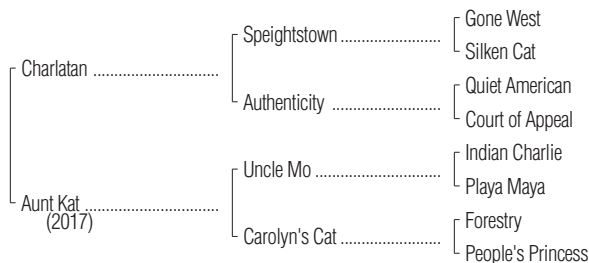 Gone West
Speightstown ........................
Silken Cat
Charlatan ..............................
Quiet American
Authenticity ..........................
Court of Appeal
Indian Charlie
Uncle Mo ..............................
Playa Maya
Aunt Kat ................................
(2017)
Forestry
Carolyn's Cat ........................
People's Princess